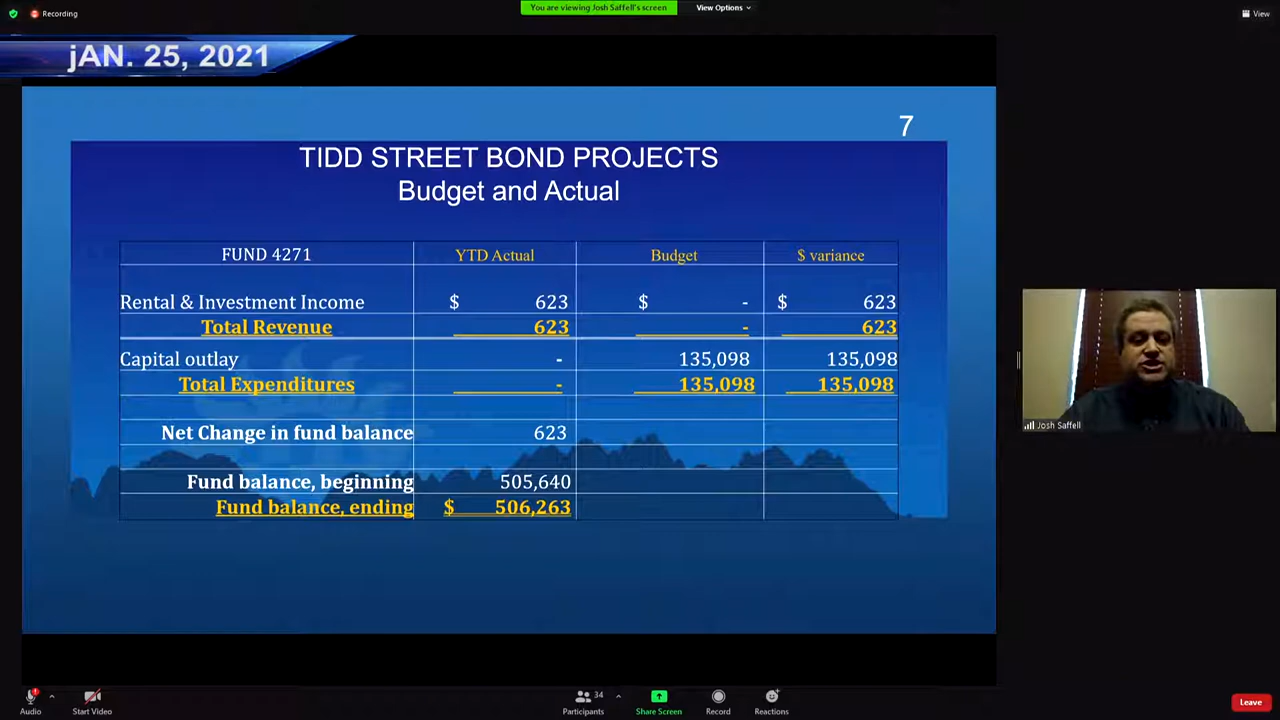 Recording
You are viewing Josh Saffell's screen
View Options
View
jAN. 25, 2021
7
TIDD STREET BOND PROJECTS
Budget and Actual
FUND 4271 YTD Actual Budget $ variance
Rental & Investment Income $ 623 $ - $ 623
Total Revenue 623 - 623
Capital outlay - 135,098 135,098
Total Expenditures - 135,098 135,098
Net Change in fund balance 623
Fund balance, beginning 505,640
Fund balance, ending $ 506,263
Josh Saffell
Audio
Start Video
Participants 34
Share Screen
Record
Reactions
Leave